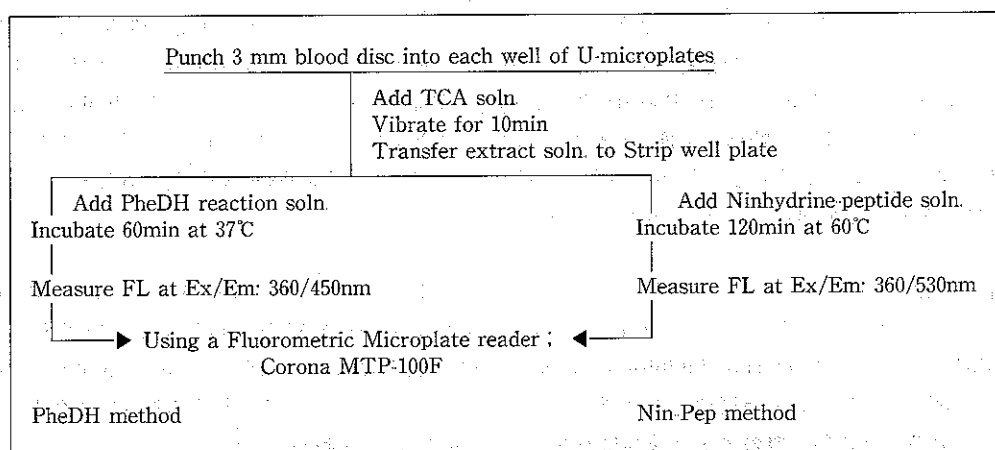 Punch 3 mm blood disc into each well of U-microplates
Add TCA soln.
Vibrate for 10min
Transfer extract soln. to Strip well plate
Add PheDH reaction soln.
Incubate 60min at 37℃
Measure FL at Ex/Em: 360/450nm
Add Ninhydrine-peptide soln.
Incubate 120min at 60℃
Measure FL at Ex/Em: 360/530nm
Using a Fluorometric Microplate reader ;
Corona MTP-100F
PheDH method
Nin-Pep method